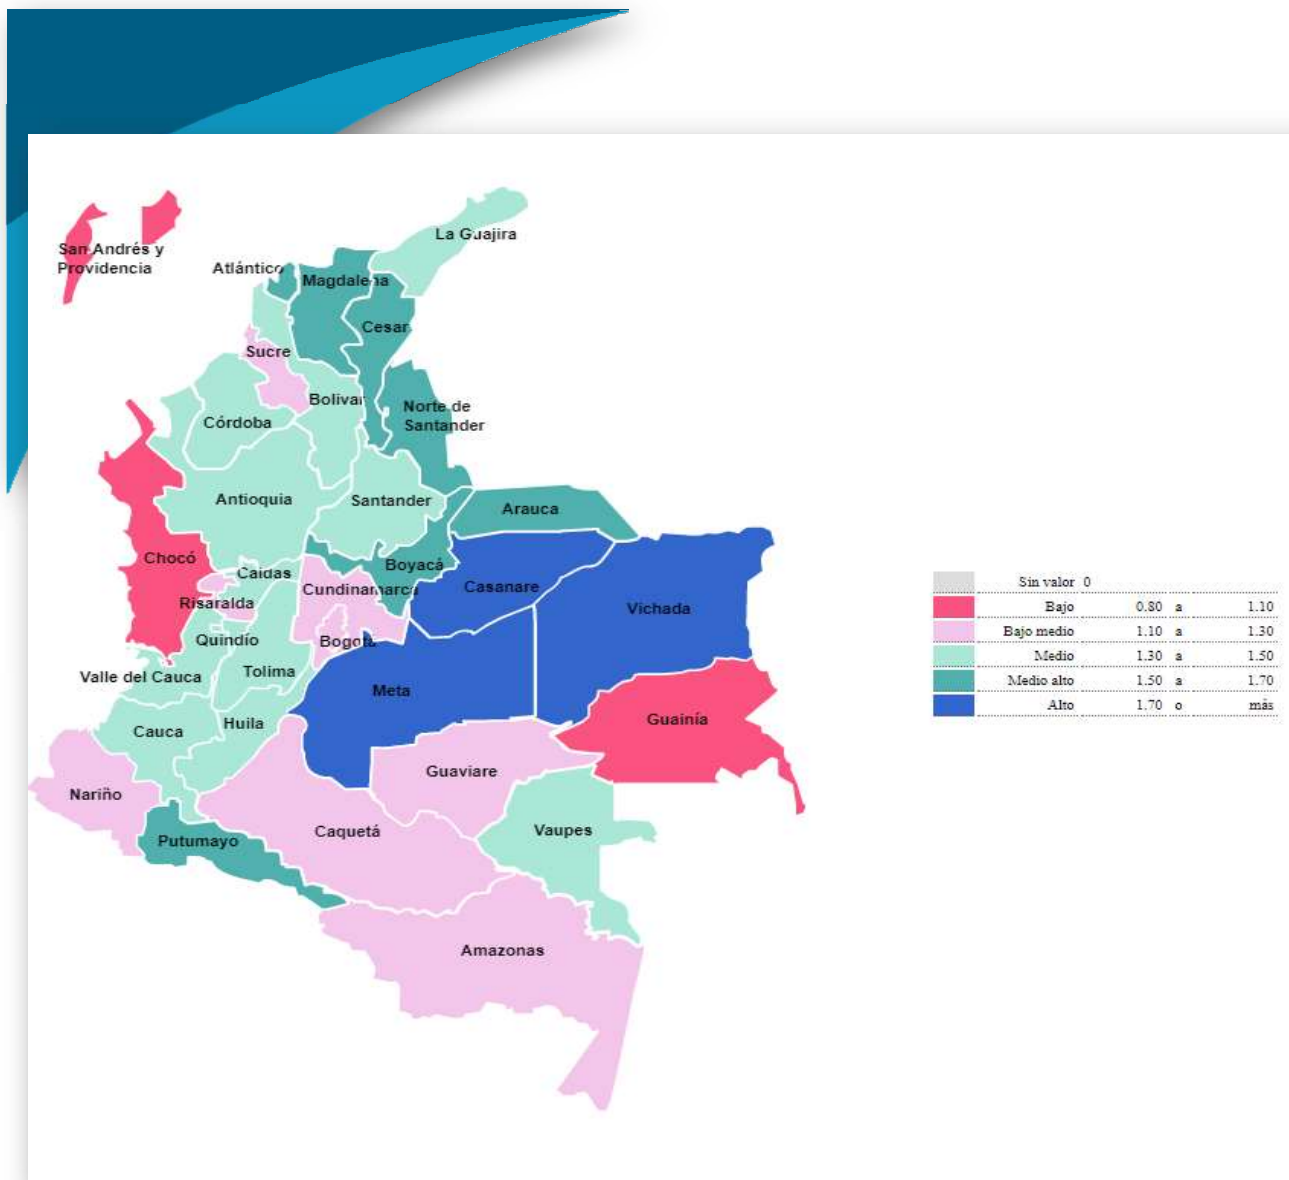 La Guajira
San Andrés y
Providencia
Atlántico
Magdalena
Cesar
Sucre
Bolivar
Norte de
Santander
Córdoba
Antioquia
Santander
Arauca
Chocó
Boyacá
Caldas
Cundinamarca
Casanare
Risaralda
Vichada
Quindío
Bogotá
Tolima
Valle del Cauca
Meta
Huila
Guainía
Cauca
Guaviare
Nariño
Caquetá
Vaupes
Putumayo
Amazonas
Sin valor 0
Bajo 0.80 a 1.10
Bajo medio 1.10 a 1.30
Medio 1.30 a 1.50
Medio alto 1.50 a 1.70
Alto 1.70 o más